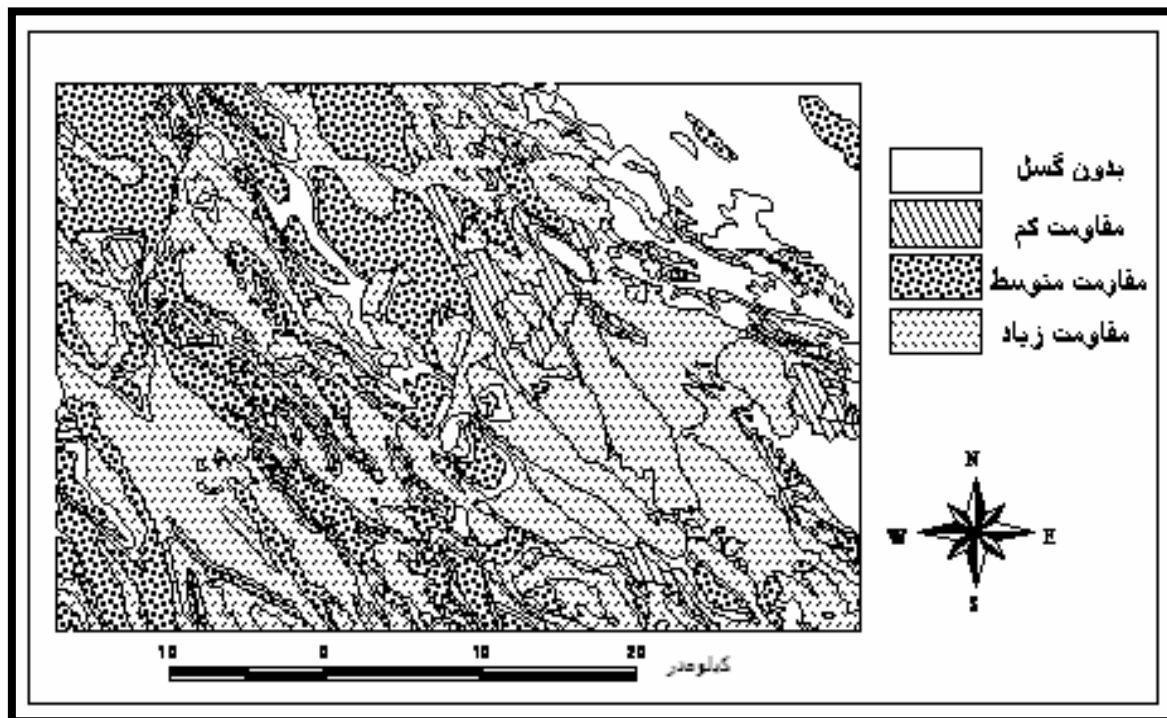 بدون گسل
مقاومت کم
مقاومت متوسط
مقاومت زیاد
N
W E
S
10 0 10 20
کیلومتر